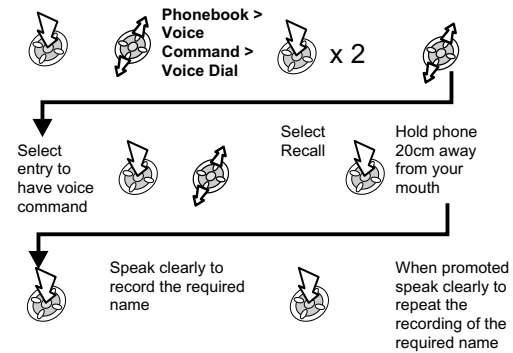 Phonebook >
Voice
Command >
Voice Dial
x 2
Select
entry to
have voice
command
Select
Recall
Hold phone
20cm away
from your
mouth
Speak clearly to
record the required
name
When promoted
speak clearly to
repeat the
recording of the
required name